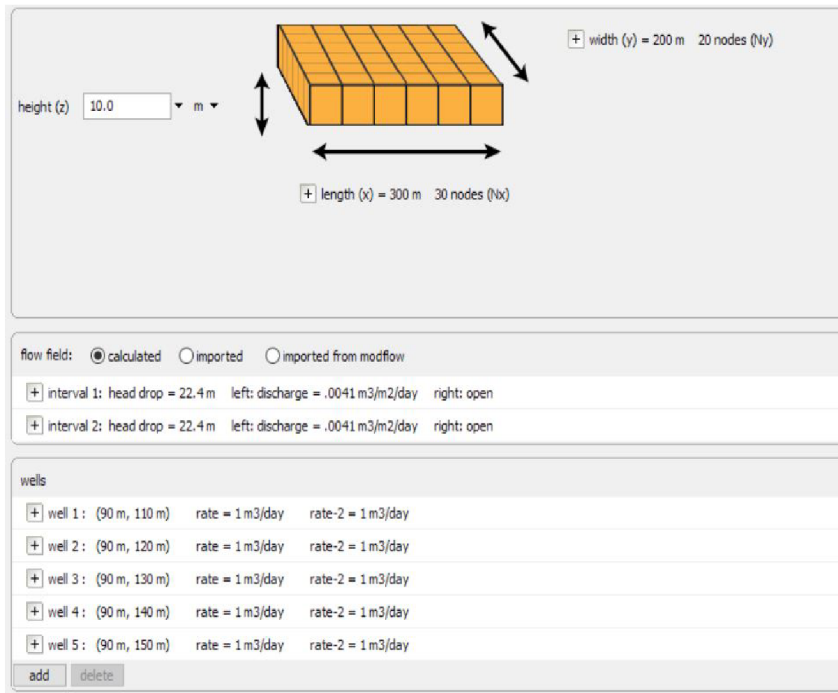 width (y) = 200 m 20 nodes (Ny)
height (z) 10.0 m
length (x) = 300 m 30 nodes (Nx)
flow field: calculated imported imported from modflow
interval 1: head drop = 22.4 m left: discharge = .0041 m3/m2/day right: open
interval 2: head drop = 22.4 m left: discharge = .0041 m3/m2/day right: open
wells
well 1 : (90 m, 110 m) rate = 1 m3/day rate-2 = 1 m3/day
well 2 : (90 m, 120 m) rate = 1 m3/day rate-2 = 1 m3/day
well 3 : (90 m, 130 m) rate = 1 m3/day rate-2 = 1 m3/day
well 4 : (90 m, 140 m) rate = 1 m3/day rate-2 = 1 m3/day
well 5 : (90 m, 150 m) rate = 1 m3/day rate-2 = 1 m3/day
add delete